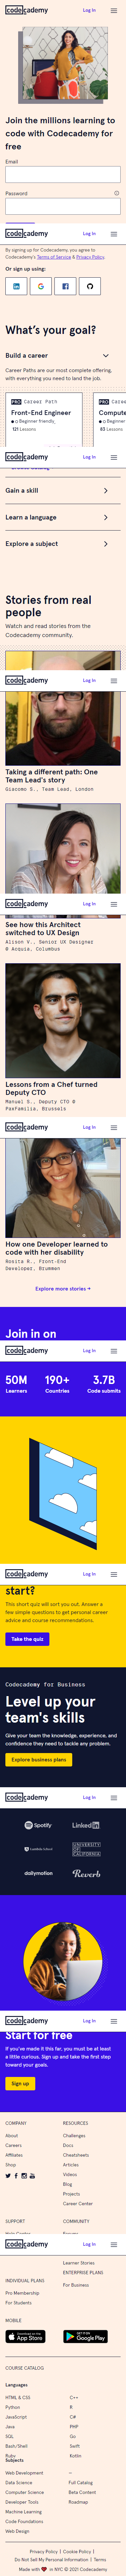 codecademy Log In
Join the millions learning to
code with Codecademy for
free
Email
Password
codecademy Log In
By signing up for Codecademy, you agree to
Codecademy's Terms of Service & Privacy Policy.
Or sign up using:
What's your goal?
Build a career
Career Paths are our most complete offering,
with everything you need to land the job.
PRO Career Path
Front-End Engineer
Beginner friendly,
121 Lessons
PRO Caree
Compute
Beginner
93 Lessons
codecademy Log In
Gain a skill
Learn a language
codecademy Log In
Explore a subject
Stories from real
people
Watch and read stories from the
Codecademy community.
codecademy Log In
Taking a different path: One
Team Lead's story
Giacomo S., Team Lead, London
codecademy Log In
See how this Architect
switched to UX Design
Alison V., Senior UX Designer
@ Acquia, Columbus
Lessons from a Chef turned
Deputy CTO
Manuel S., Deputy CTO @
PayFamilia, Brussels
codecademy Log In
How one Developer learned to
code with her disability
Rosita R., Front-End
Developer, Brummen
Explore more stories →
Join in on
codecademy Log In
50M
Learners
190+
Countries
3.7B
Code submits
codecademy Log In
start?
This short quiz will sort you out. Answer a
few simple questions to get personal career
advice and course recommendations.
Take the quiz
Codecademy for Business
Level up your
team's skills
Give your team the knowledge, experience, and
confidence they need to tackle any problem.
Explore business plans
codecademy Log In
Spotify
LinkedIn
Lambda School
UNIVERSITY OF
CALIFORNIA
dailymotion
Reverb
codecademy Log In
Start for free
If you've made it this far, you must be at least
a little curious. Sign up and take the first step
toward your goals.
Sign up
COMPANY
About
Careers
Affiliates
Shop
RESOURCES
Challenges
Docs
Cheatsheets
Articles
Videos
Blog
Career Center
SUPPORT
COMMUNITY
codecademy Log In
Learner Stories
INDIVIDUAL PLANS
Pro Membership
For Students
ENTERPRISE PLANS
For Business
MOBILE
Download on the
App Store
GET IT ON
Google Play
COURSE CATALOG
Languages
HTML & CSS
Python
JavaScript
Java
SQL
Bash/Shell
Ruby
C++
R
C#
PHP
Go
Swift
Kotlin
Subjects
Web Development
Data Science
Computer Science
Developer Tools
Machine Learning
Code Foundations
Web Design
—
Full Catalog
Beta Content
Roadmap
Privacy Policy | Cookie Policy |
Do Not Sell My Personal Information | Terms
Made with ❤ in NYC © 2021 Codecademy